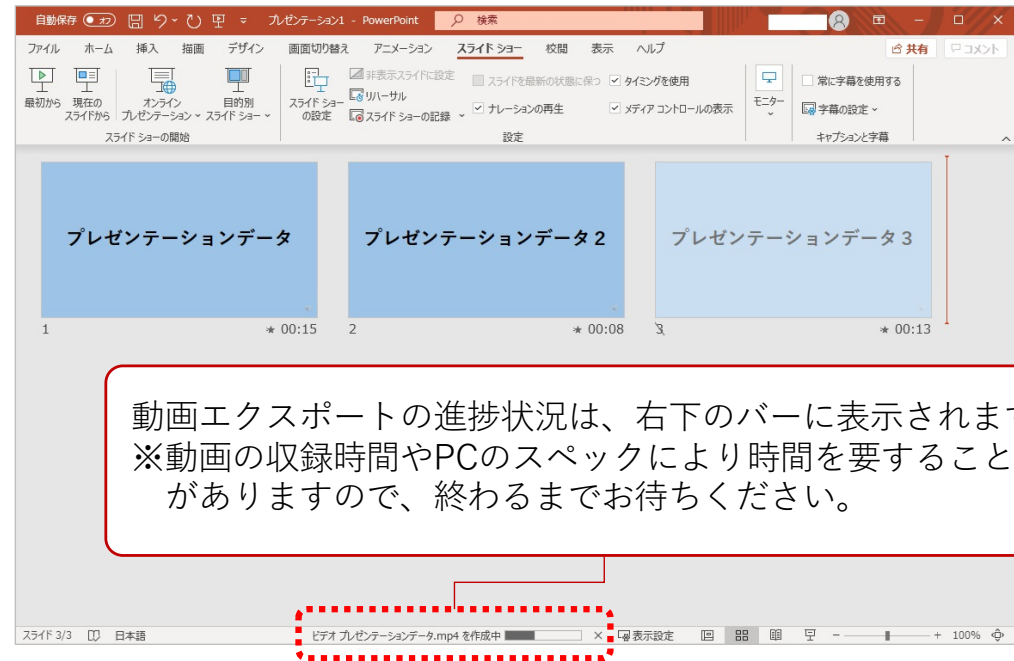 自動保存 オフ プレゼンテーション1 - PowerPoint 検索
ファイル ホーム 挿入 描画 デザイン 画面切り替え アニメーション スライド ショー 校閲 表示 ヘルプ 共有 コメント
最初から 現在の
スライドから オンライン
プレゼンテーション 目的別
スライド ショー
スライド ショーの開始
スライド ショー
の設定 非表示スライドに設定
リハーサル
スライド ショーの記録
スライドを最新の状態に保つ
ナレーションの再生
タイミングを使用
メディア コントロールの表示
設定
モニター
常に字幕を使用する
字幕の設定
キャプションと字幕
プレゼンテーションデータ
プレゼンテーションデータ2
プレゼンテーションデータ3
1 00:15 2 00:08 3 00:13
動画エクスポートの進捗状況は、右下のバーに表示されます
※動画の収録時間やPCのスペックにより時間を要すること
がありますので、終わるまでお待ちください。
スライド 3/3 日本語 ビデオ プレゼンテーションデータ.mp4 を作成中 表示設定 100%